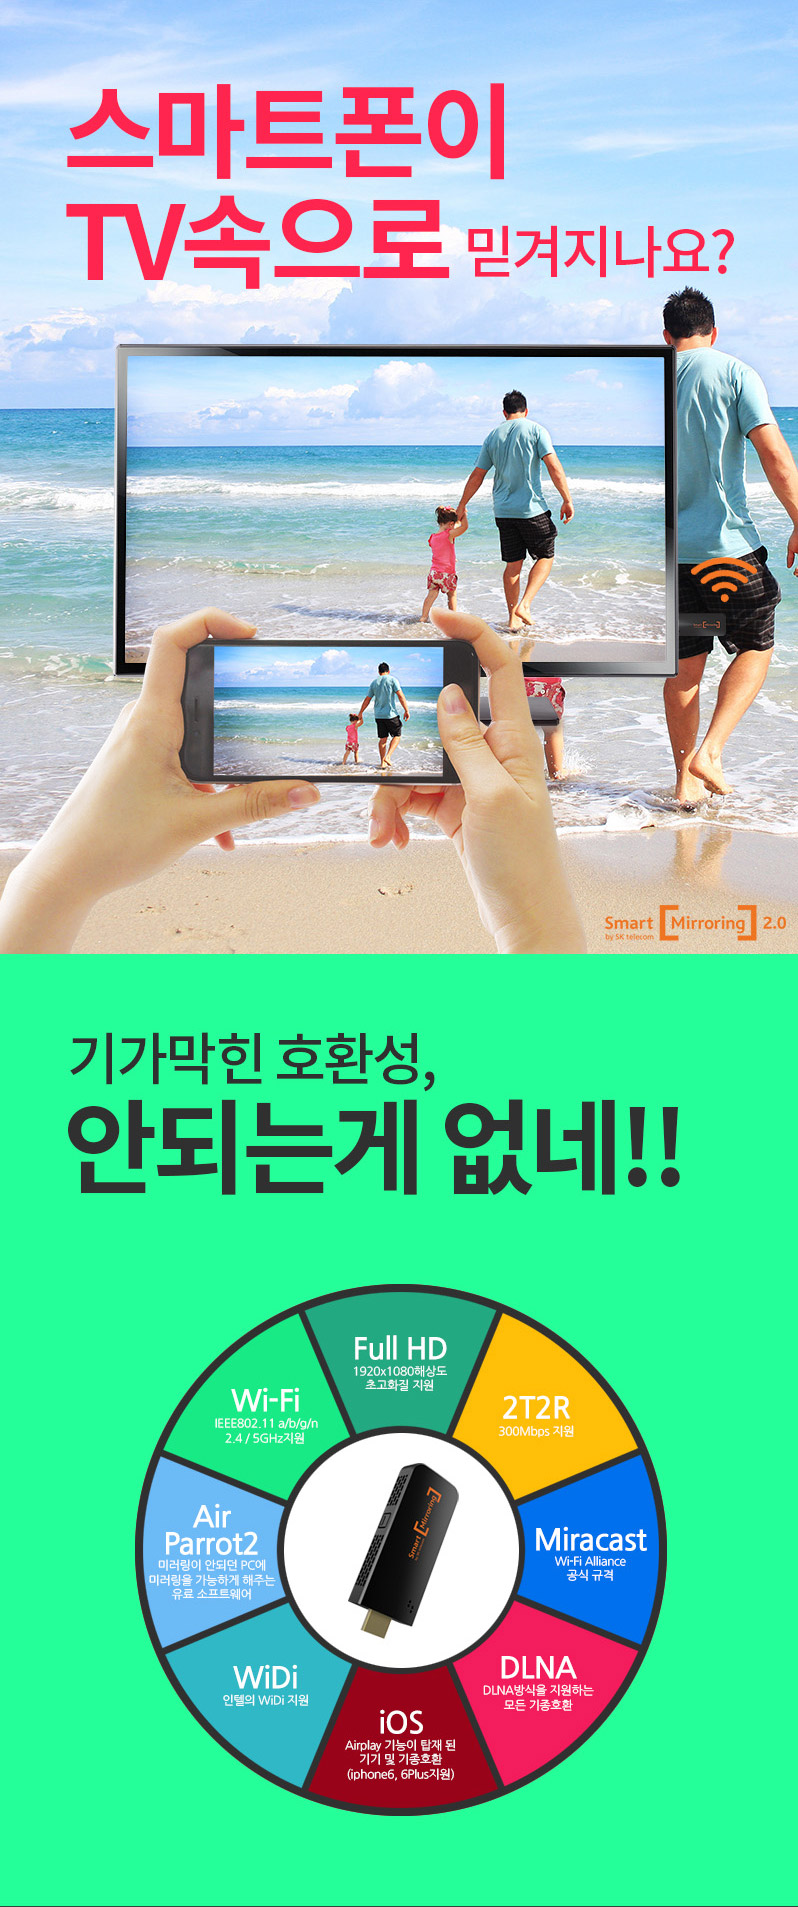 스마트폰이
TV속으로 믿겨지나요?
Smart [Mirroring] 2.0
by SK telecom
기가막힌 호환성,
안되는게 없네!!
Full HD
1920x1080해상도
초고화질 지원
2T2R
300Mbps 지원
Miracast
Wi-Fi Alliance
공식 규격
DLNA
DLNA방식을 지원하는
모든 기종호환
iOS
Airplay 기능이 탑재 된
기기 및 기종호환
(iphone6, 6Plus지원)
WiDi
인텔의 WiDi 지원
Air
Parrot2
미러링이 안되던 PC에
미러링을 가능하게 해주는
유료 소프트웨어
Wi-Fi
IEEE802.11 a/b/g/n
2.4 / 5GHz지원
Smart [Mirroring]